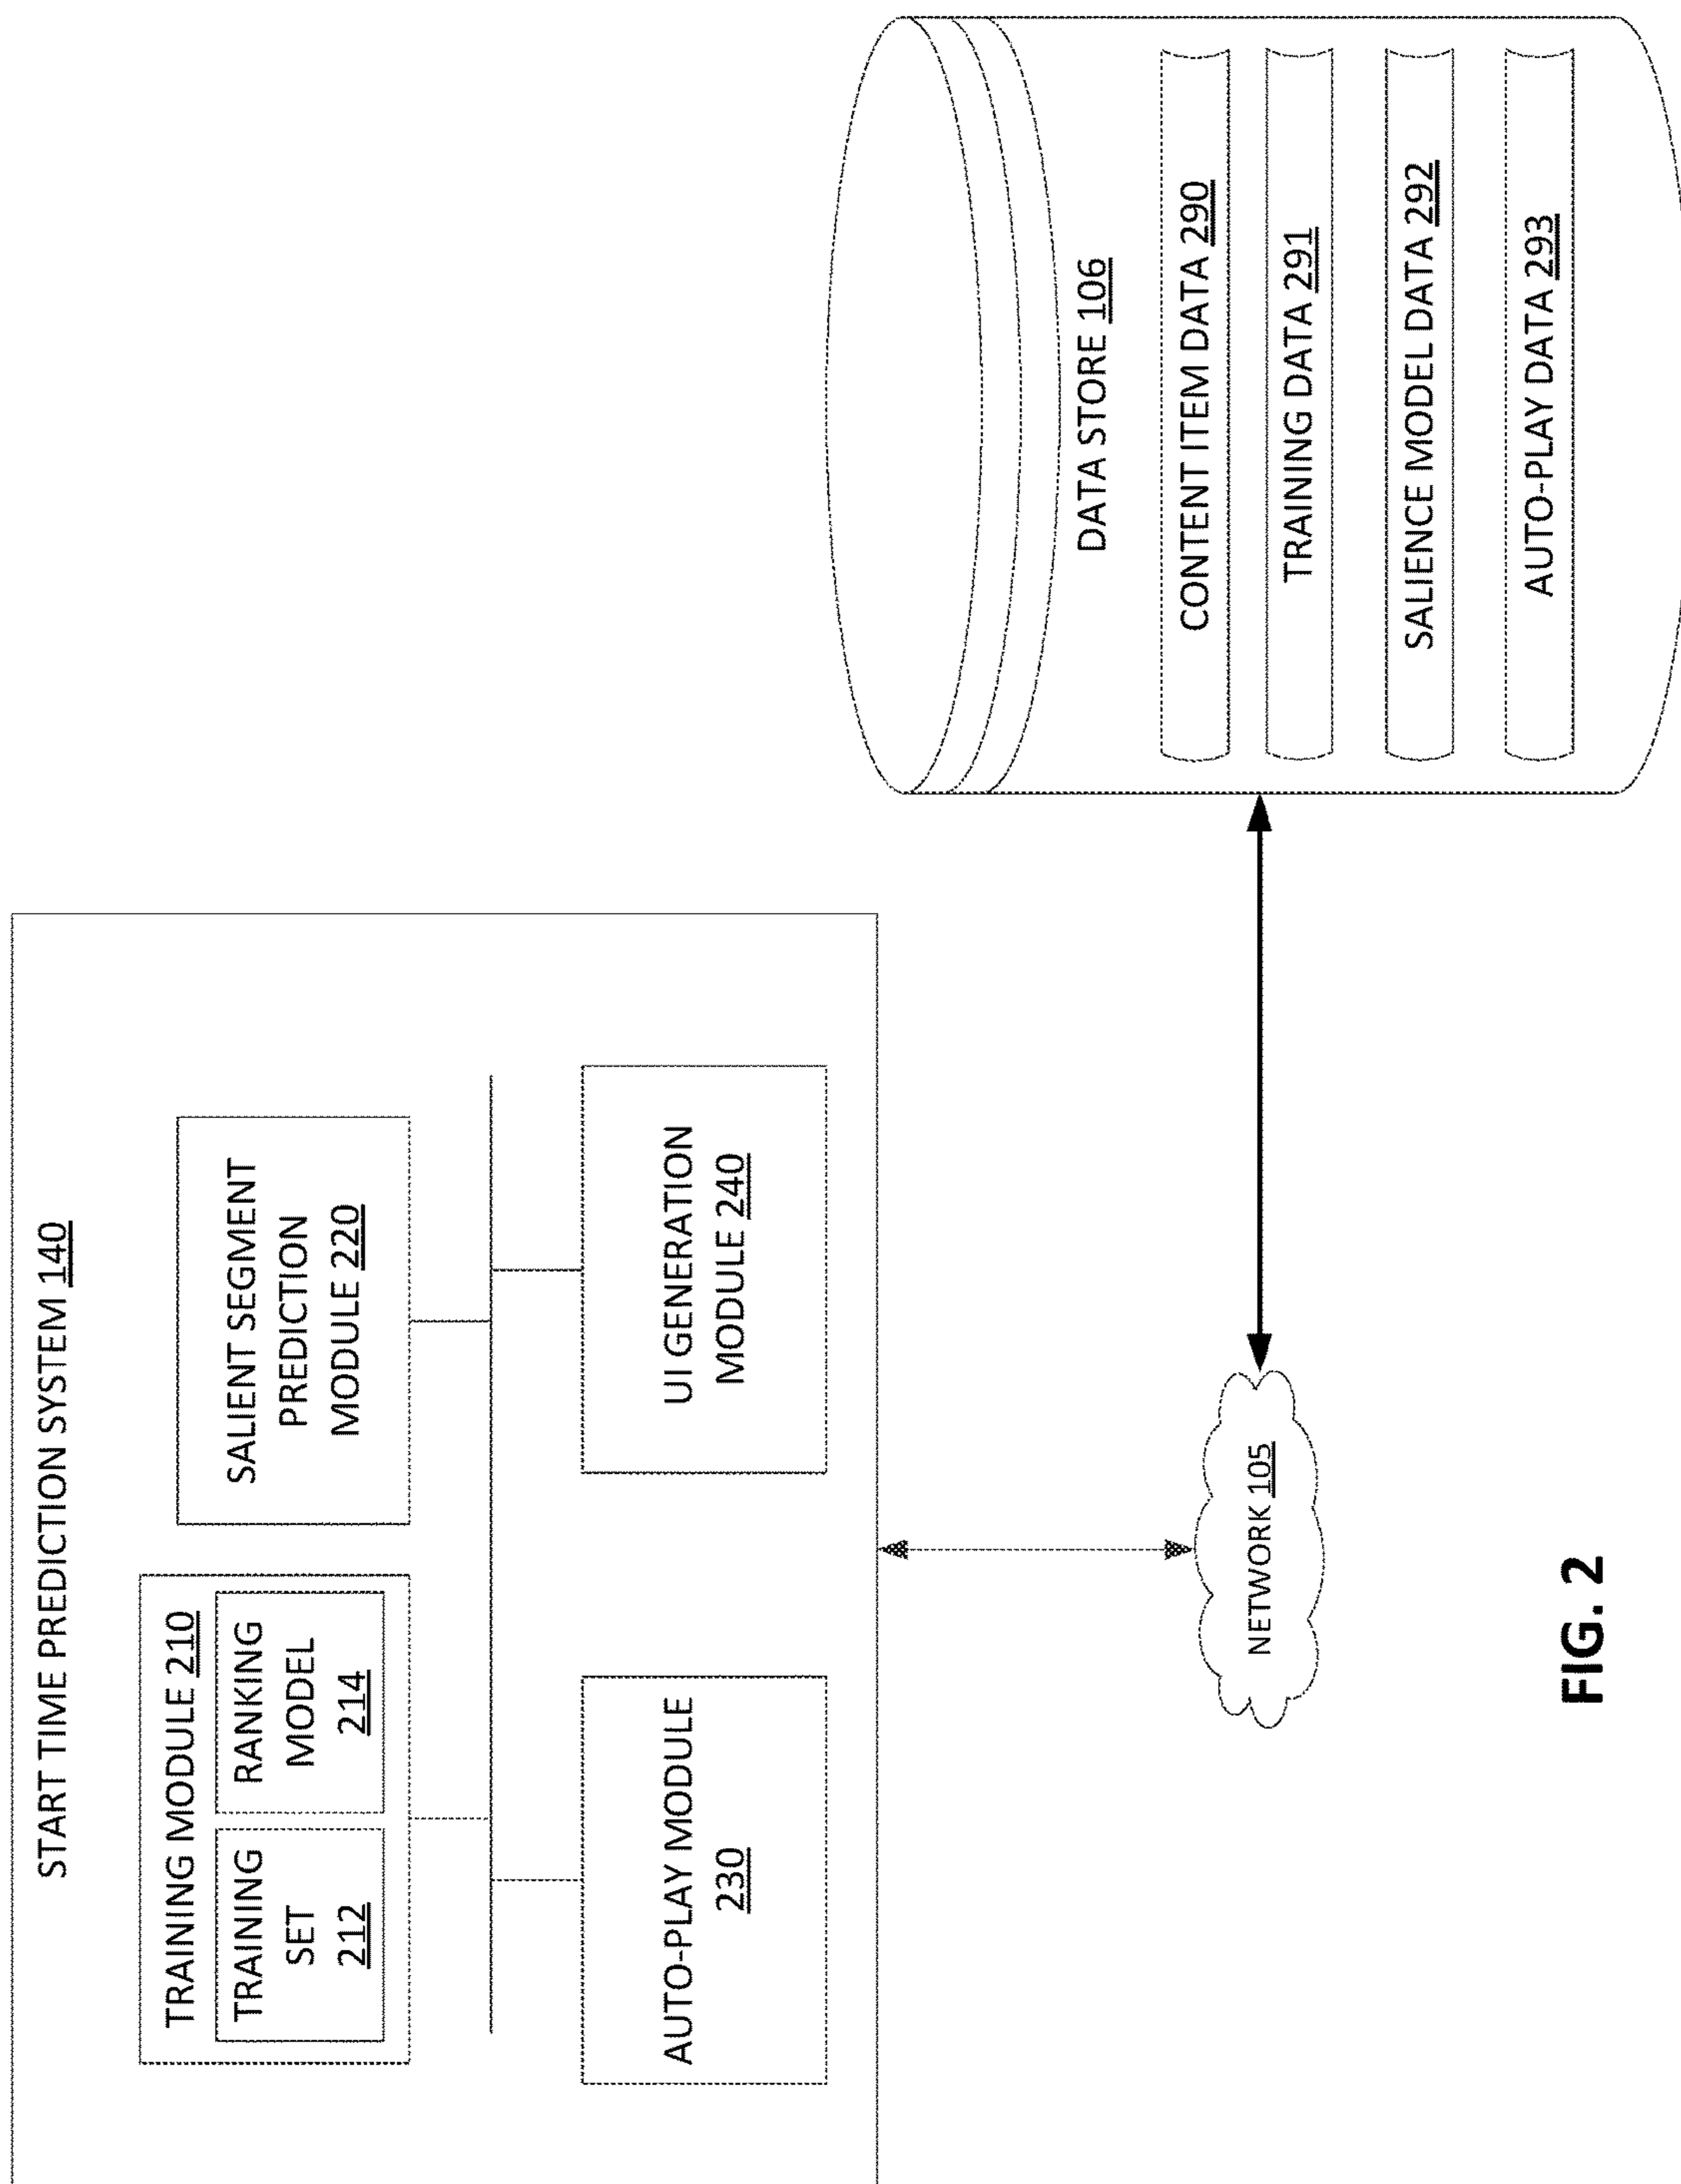 START TIME PREDICTION SYSTEM 140
TRAINING MODULE 210
TRAINING
SET
212
RANKING
MODEL
214
SALIENT SEGMENT
PREDICTION
MODULE 220
AUTO-PLAY MODULE
230
UI GENERATION
MODULE 240
NETWORK 105
DATA STORE 106
CONTENT ITEM DATA 290
TRAINING DATA 291
SALIENCE MODEL DATA 292
AUTO-PLAY DATA 293
FIG. 2